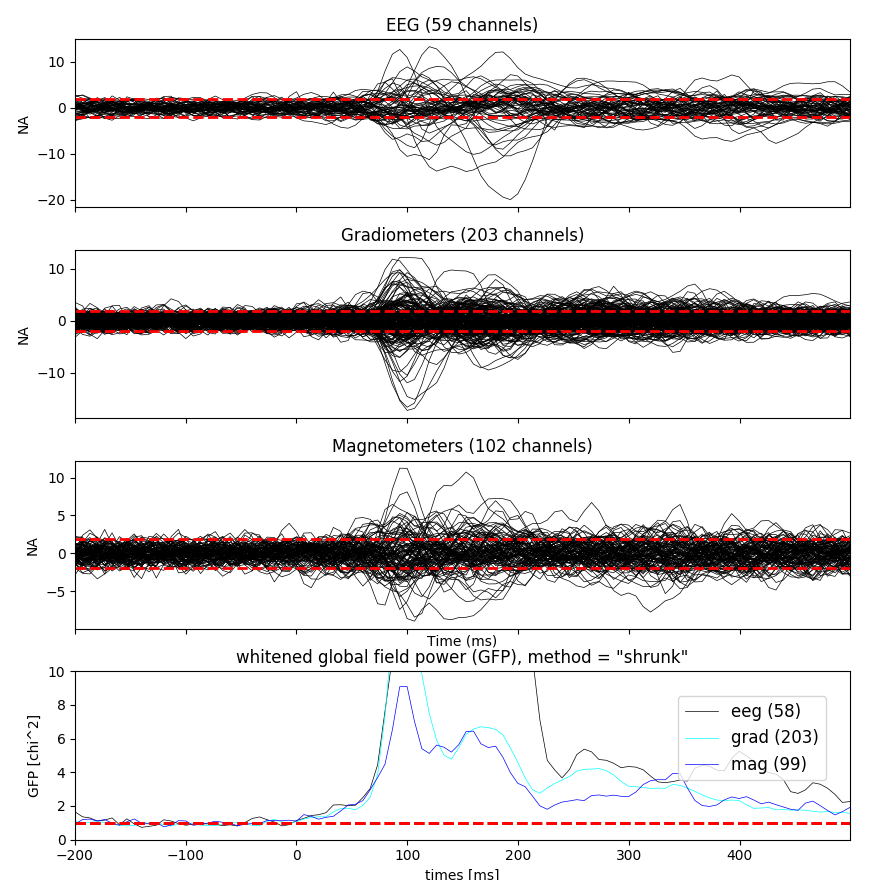 EEG (59 channels)
10
0
−10
−20
NA
Gradiometers (203 channels)
10
0
−10
NA
Magnetometers (102 channels)
10
5
0
−5
NA
Time (ms)
whitened global field power (GFP), method = "shrunk"
10
8
6
4
2
0
GFP [chi^2]
eeg (58)
grad (203)
mag (99)
−200 −100 0 100 200 300 400
times [ms]